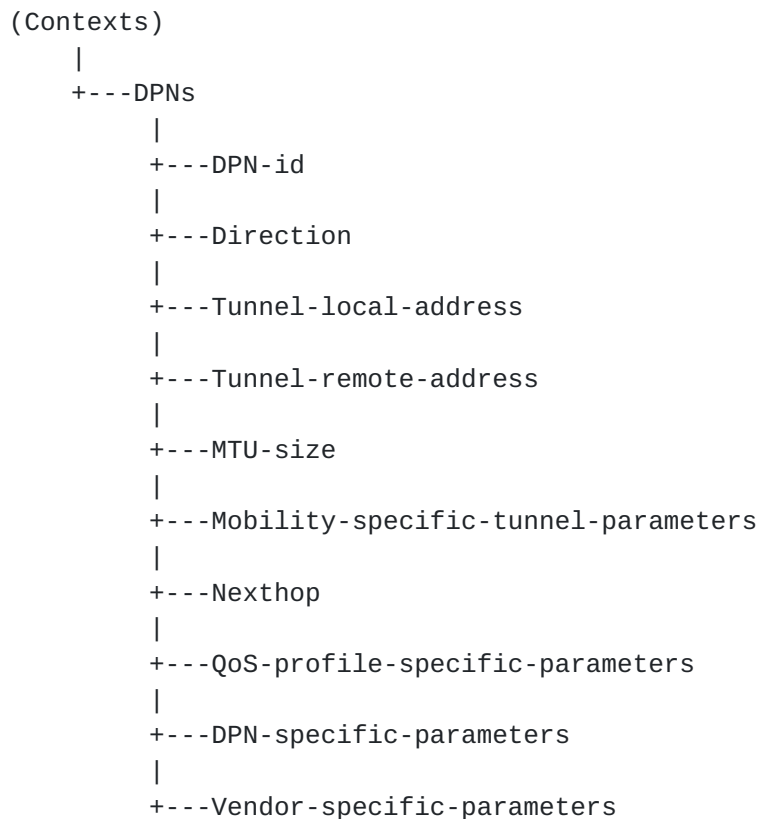 (Contexts)
    |
    +---DPNs
         |
         +---DPN-id
         |
         +---Direction
         |
         +---Tunnel-local-address
         |
         +---Tunnel-remote-address
         |
         +---MTU-size
         |
         +---Mobility-specific-tunnel-parameters
         |
         +---Nexthop
         |
         +---QoS-profile-specific-parameters
         |
         +---DPN-specific-parameters
         |
         +---Vendor-specific-parameters